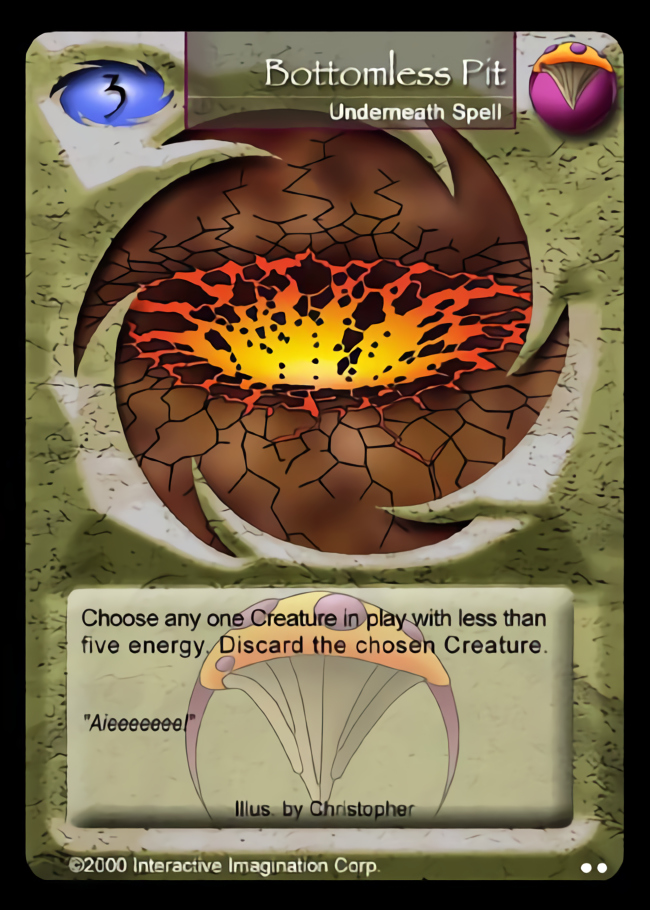 3
Bottomless Pit
Underneath Spell
Choose any one Creature in play with less than
five energy. Discard the chosen Creature.
"Aieeeeeee!"
Illus. by Christopher
©2000 Interactive Imagination Corp.